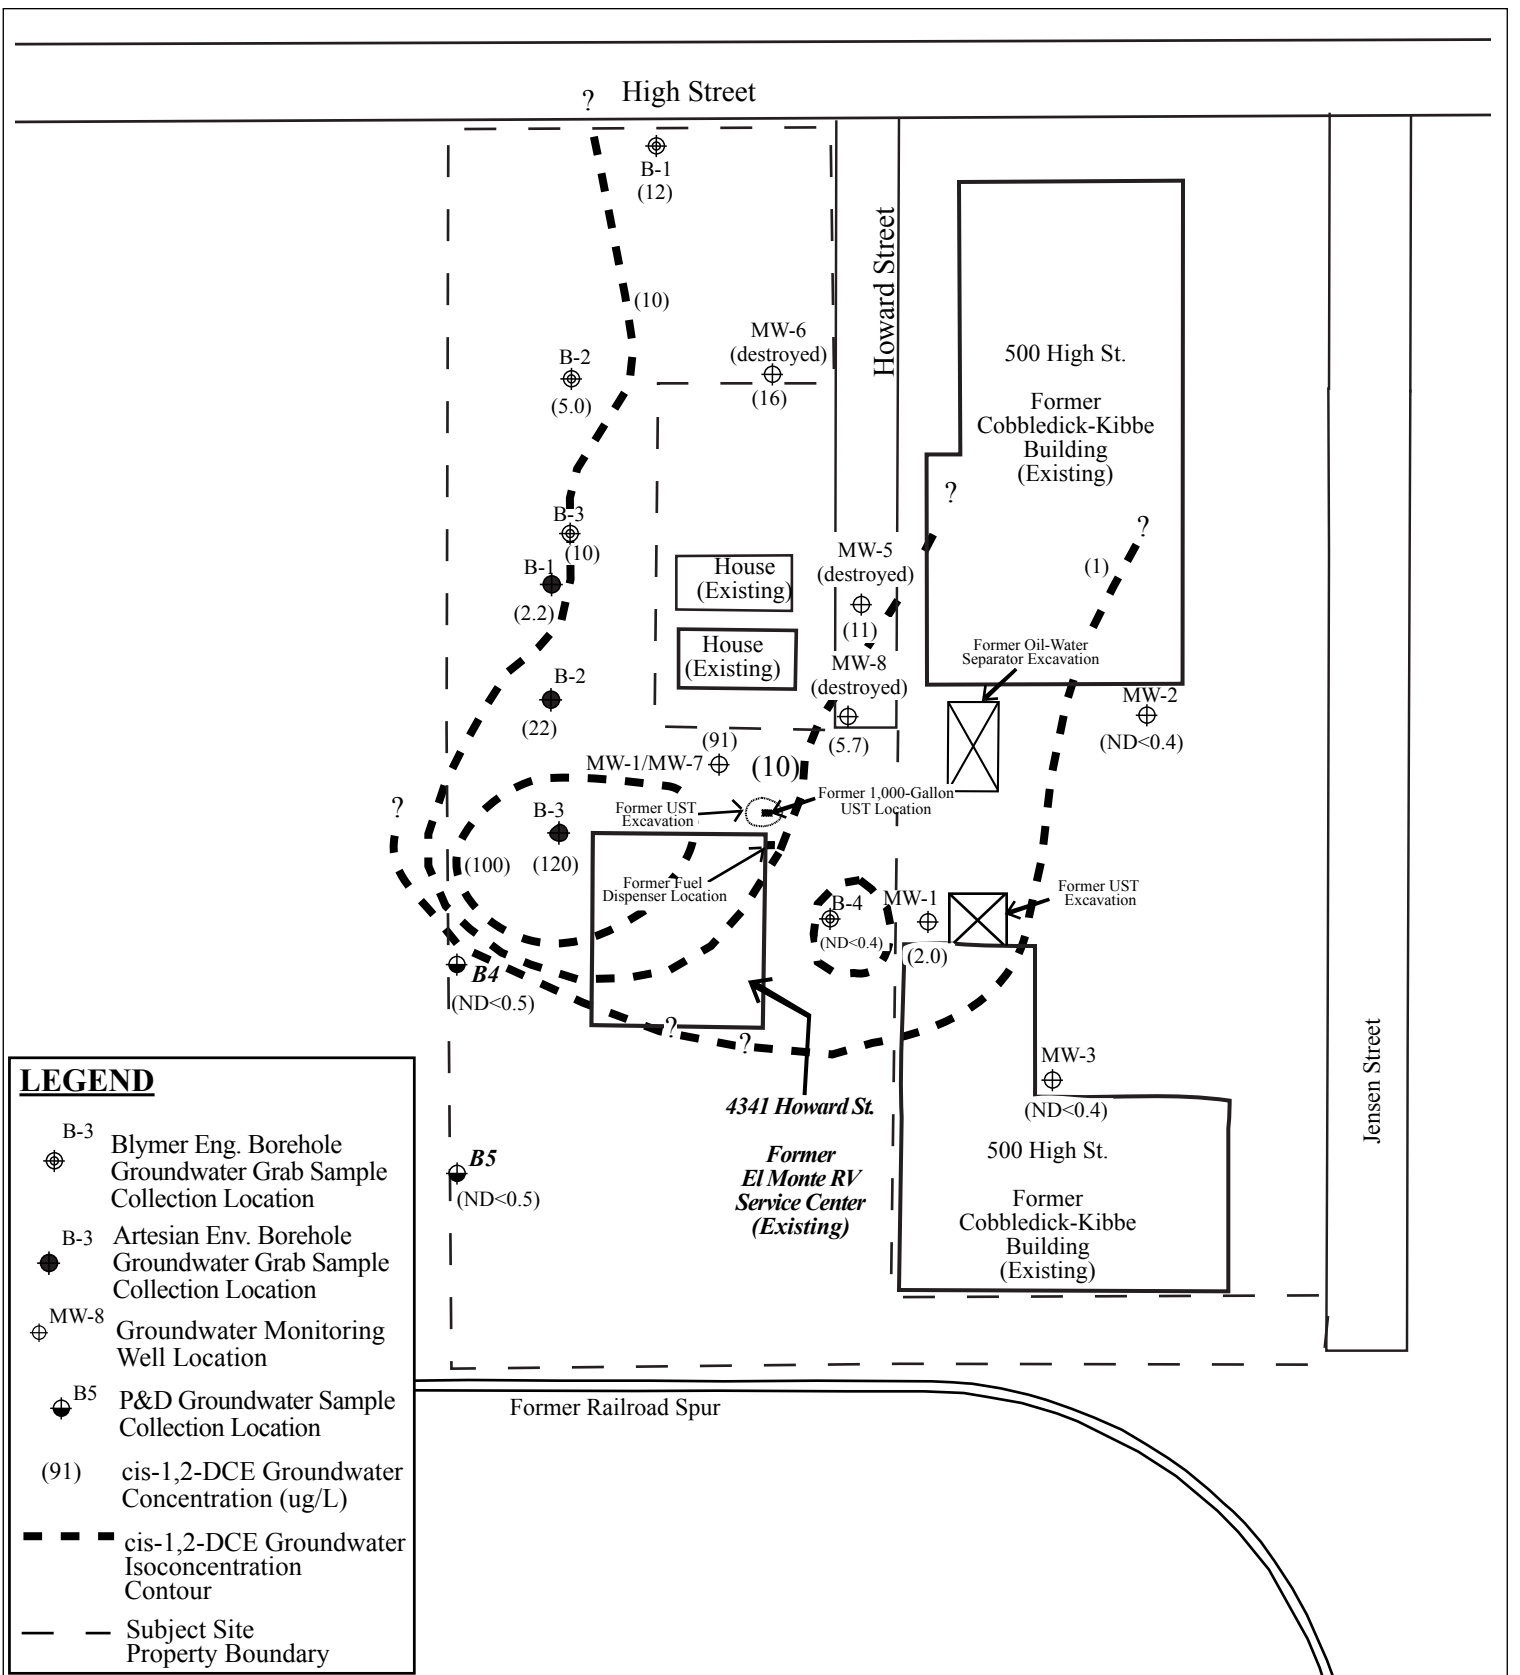 High Street
?
B-1
(12)
Howard Street
(10)
MW-6
(destroyed)
(16)
B-2
(5.0)
500 High St.
Former
Cobbledick-Kibbe
Building
(Existing)
?
?
(1)
B-3
(10)
B-1
(2.2)
House
(Existing)
House
(Existing)
MW-5
(destroyed)
(11)
MW-8
(destroyed)
(5.7)
Former Oil-Water
Separator Excavation
MW-2
(ND<0.4)
B-2
(22)
(91)
MW-1/MW-7
(10)
Former 1,000-Gallon
UST Location
Former UST
Excavation
?
B-3
(100)
(120)
Former Fuel
Dispenser Location
B-4
(ND<0.4)
MW-1
(2.0)
Former UST
Excavation
B4
(ND<0.5)
?
?
MW-3
(ND<0.4)
4341 Howard St.
Former
El Monte RV
Service Center
(Existing)
500 High St.
Former
Cobbledick-Kibbe
Building
(Existing)
Jensen Street
B5
(ND<0.5)
Former Railroad Spur
LEGEND
B-3
Blymer Eng. Borehole
Groundwater Grab Sample
Collection Location
B-3
Artesian Env. Borehole
Groundwater Grab Sample
Collection Location
MW-8
Groundwater Monitoring
Well Location
B5
P&D Groundwater Sample
Collection Location
(91)
cis-1,2-DCE Groundwater
Concentration (ug/L)
cis-1,2-DCE Groundwater
Isoconcentration
Contour
Subject Site
Property Boundary